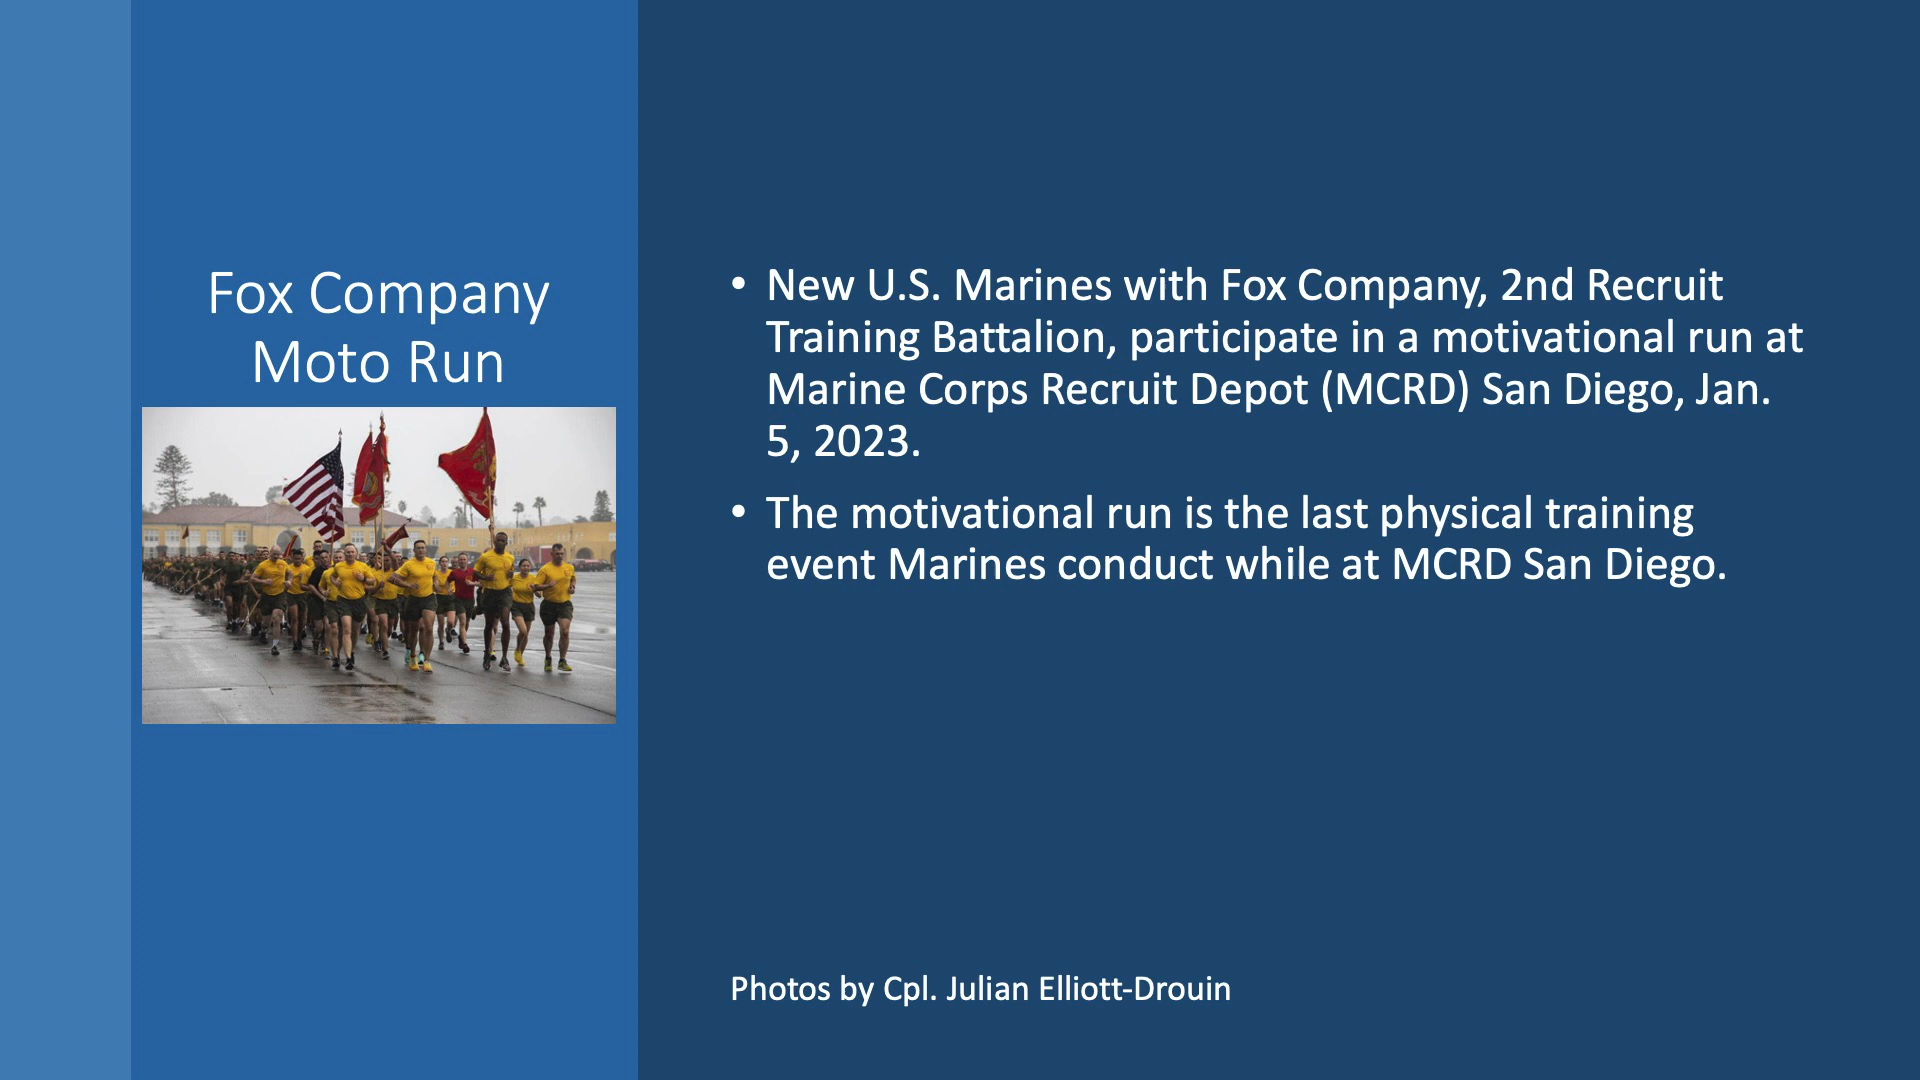 Fox Company
Moto Run
• New U.S. Marines with Fox Company, 2nd Recruit
Training Battalion, participate in a motivational run at
Marine Corps Recruit Depot (MCRD) San Diego, Jan.
5, 2023.
• The motivational run is the last physical training
event Marines conduct while at MCRD San Diego.
Photos by Cpl. Julian Elliott-Drouin